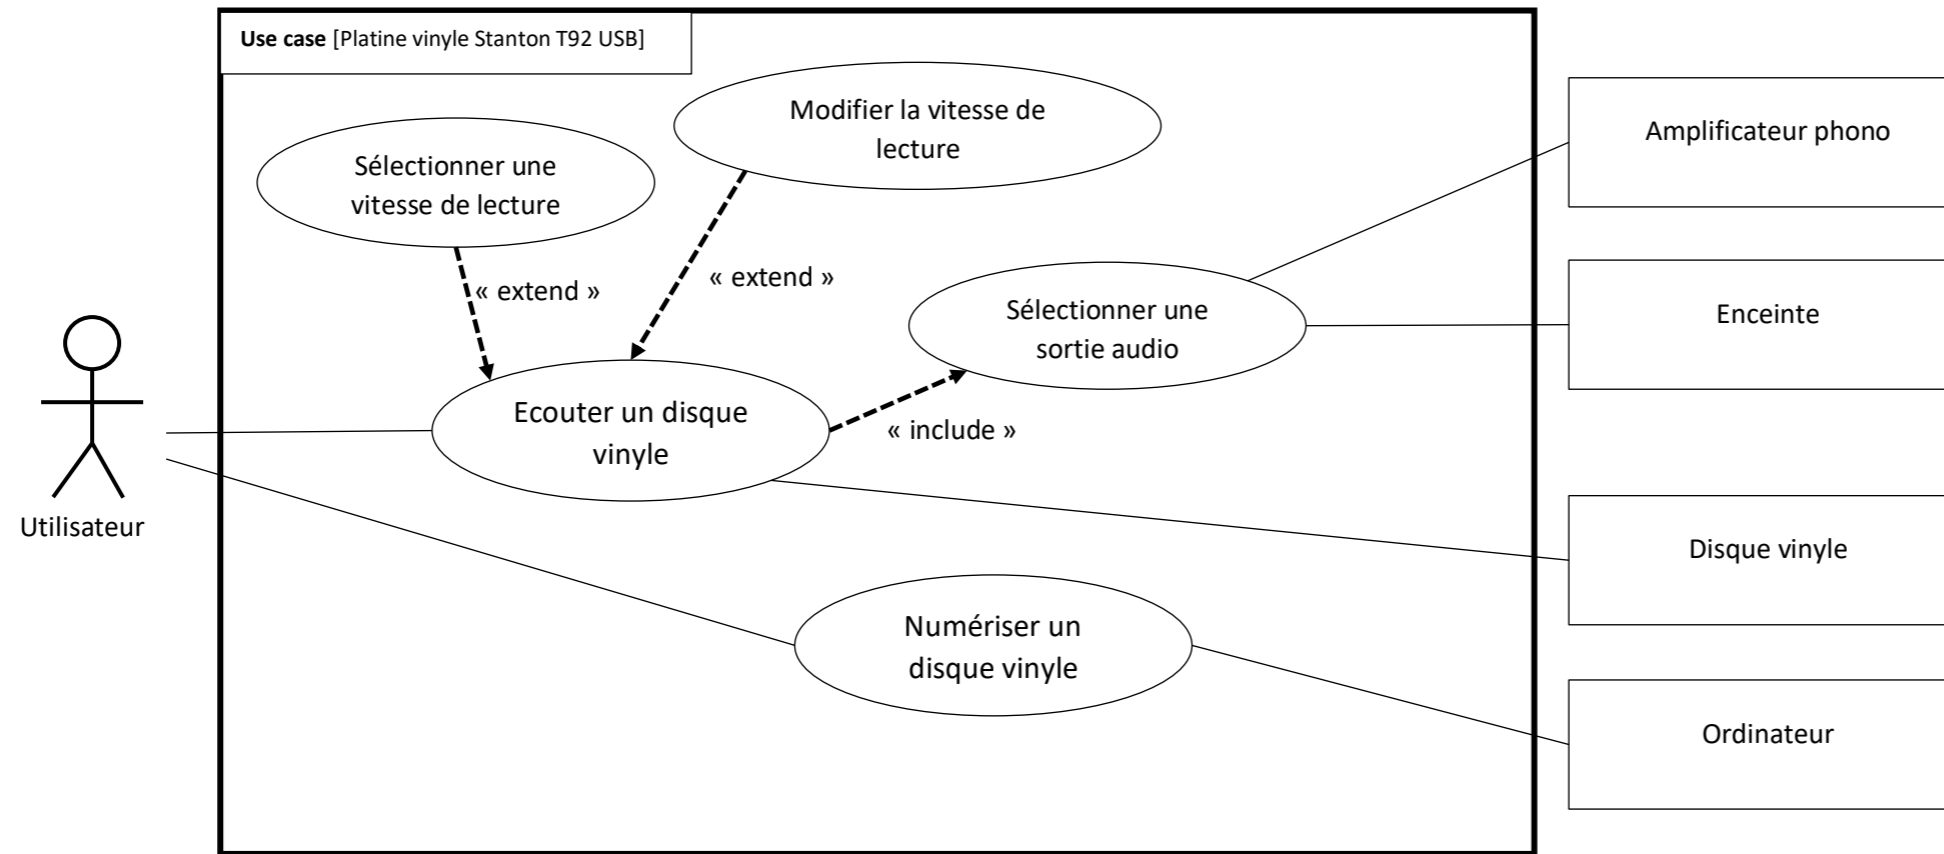 Use case [Platine vinyle Stanton T92 USB]
Modifier la vitesse de
lecture
Sélectionner une
vitesse de lecture
Amplificateur phono
« extend »
« extend »
Sélectionner une
sortie audio
Enceinte
Ecouter un disque
vinyle
« include »
Utilisateur
Disque vinyle
Numériser un
disque vinyle
Ordinateur